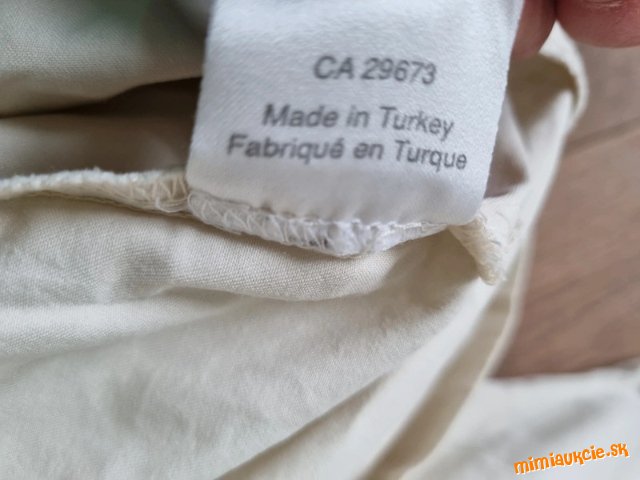 CA 29673
Made in Turkey
Fabriqué en Turque
mimiaukcie.sk